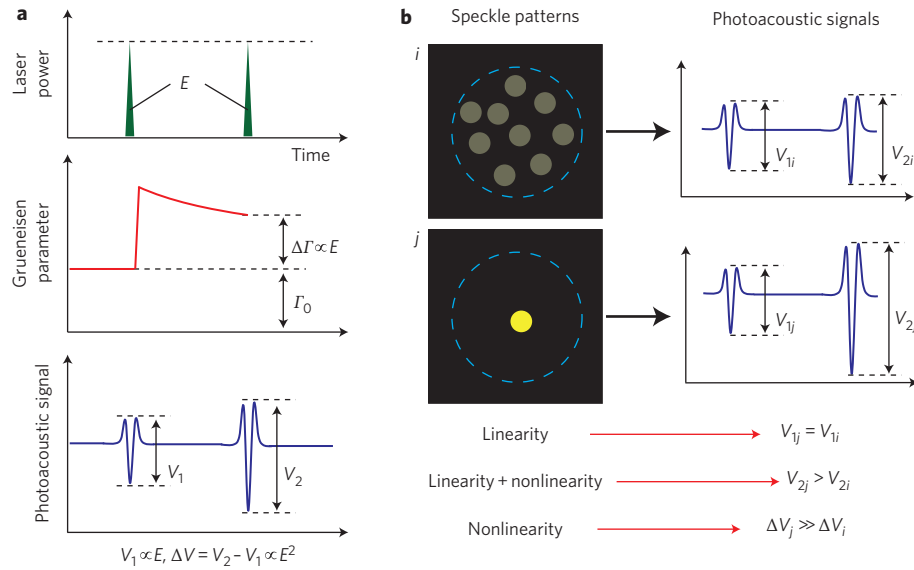 a
Laser power
E
Time
Grueneisen parameter
ΔΓ∝E
Γ0
Photoacoustic signal
V1
V2
V1 ∝ E, ΔV = V2 – V1 ∝ E²
b
Speckle patterns
Photoacoustic signals
i
V1i
V2i
j
V1j
V2j
Linearity
V1j = V1i
Linearity + nonlinearity
V2j > V2i
Nonlinearity
ΔVj ≫ ΔVi